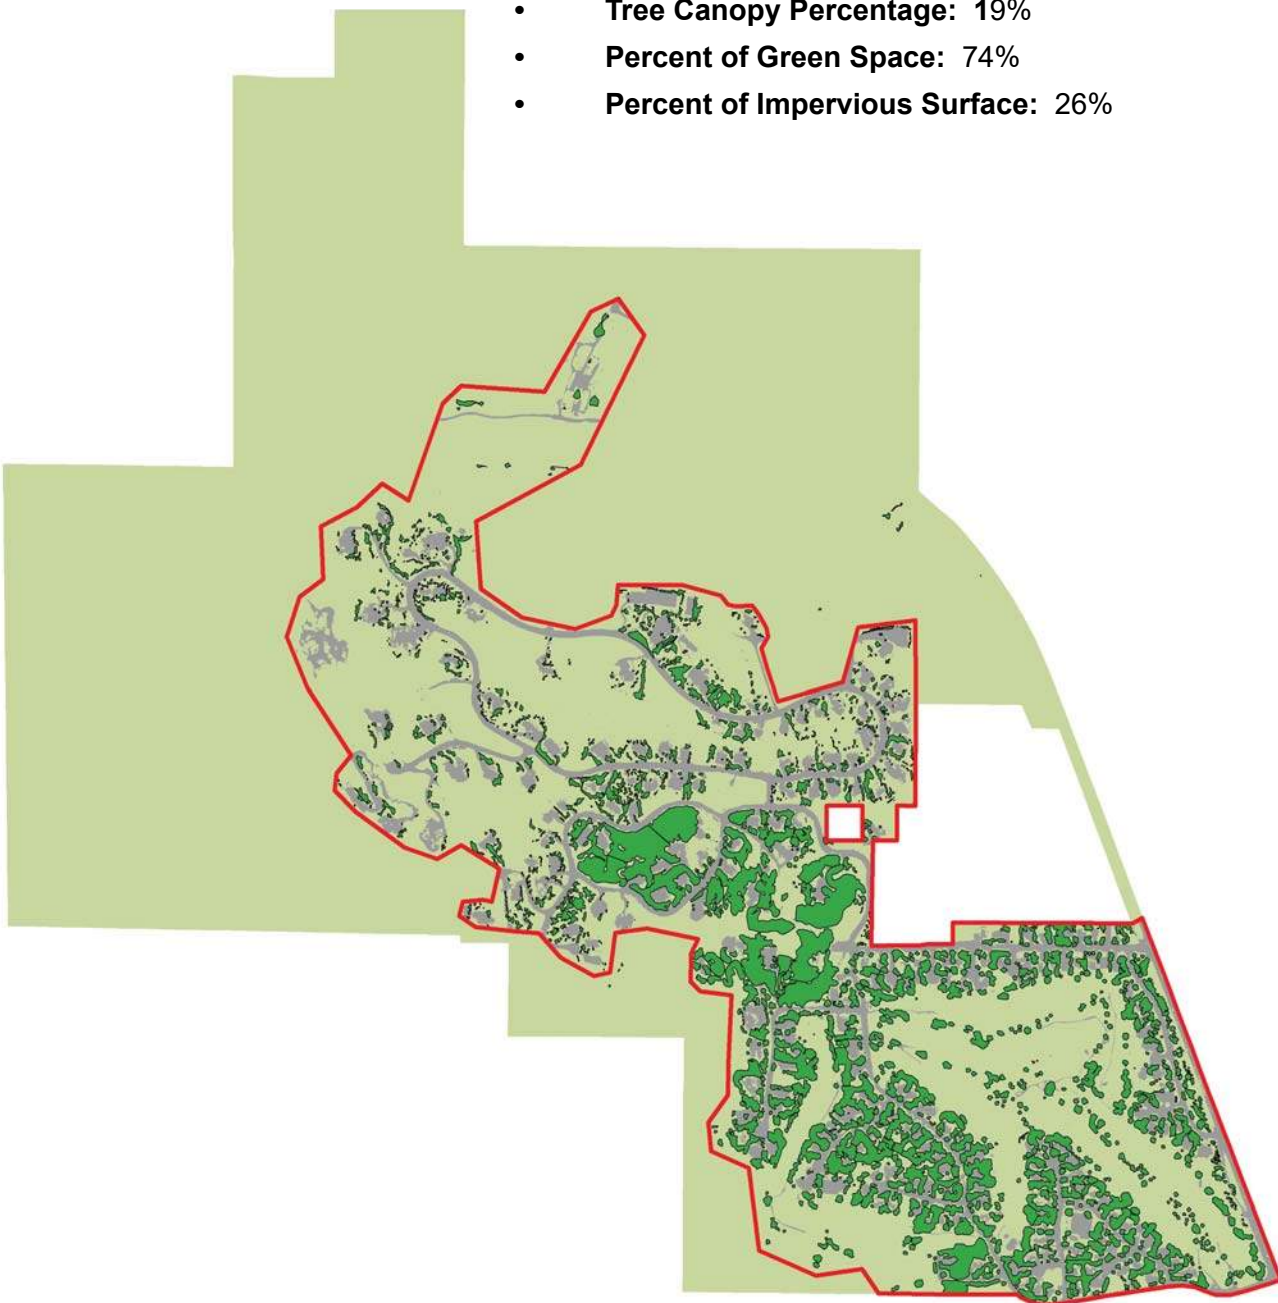 • Tree Canopy Percentage: 19%
• Percent of Green Space: 74%
• Percent of Impervious Surface: 26%